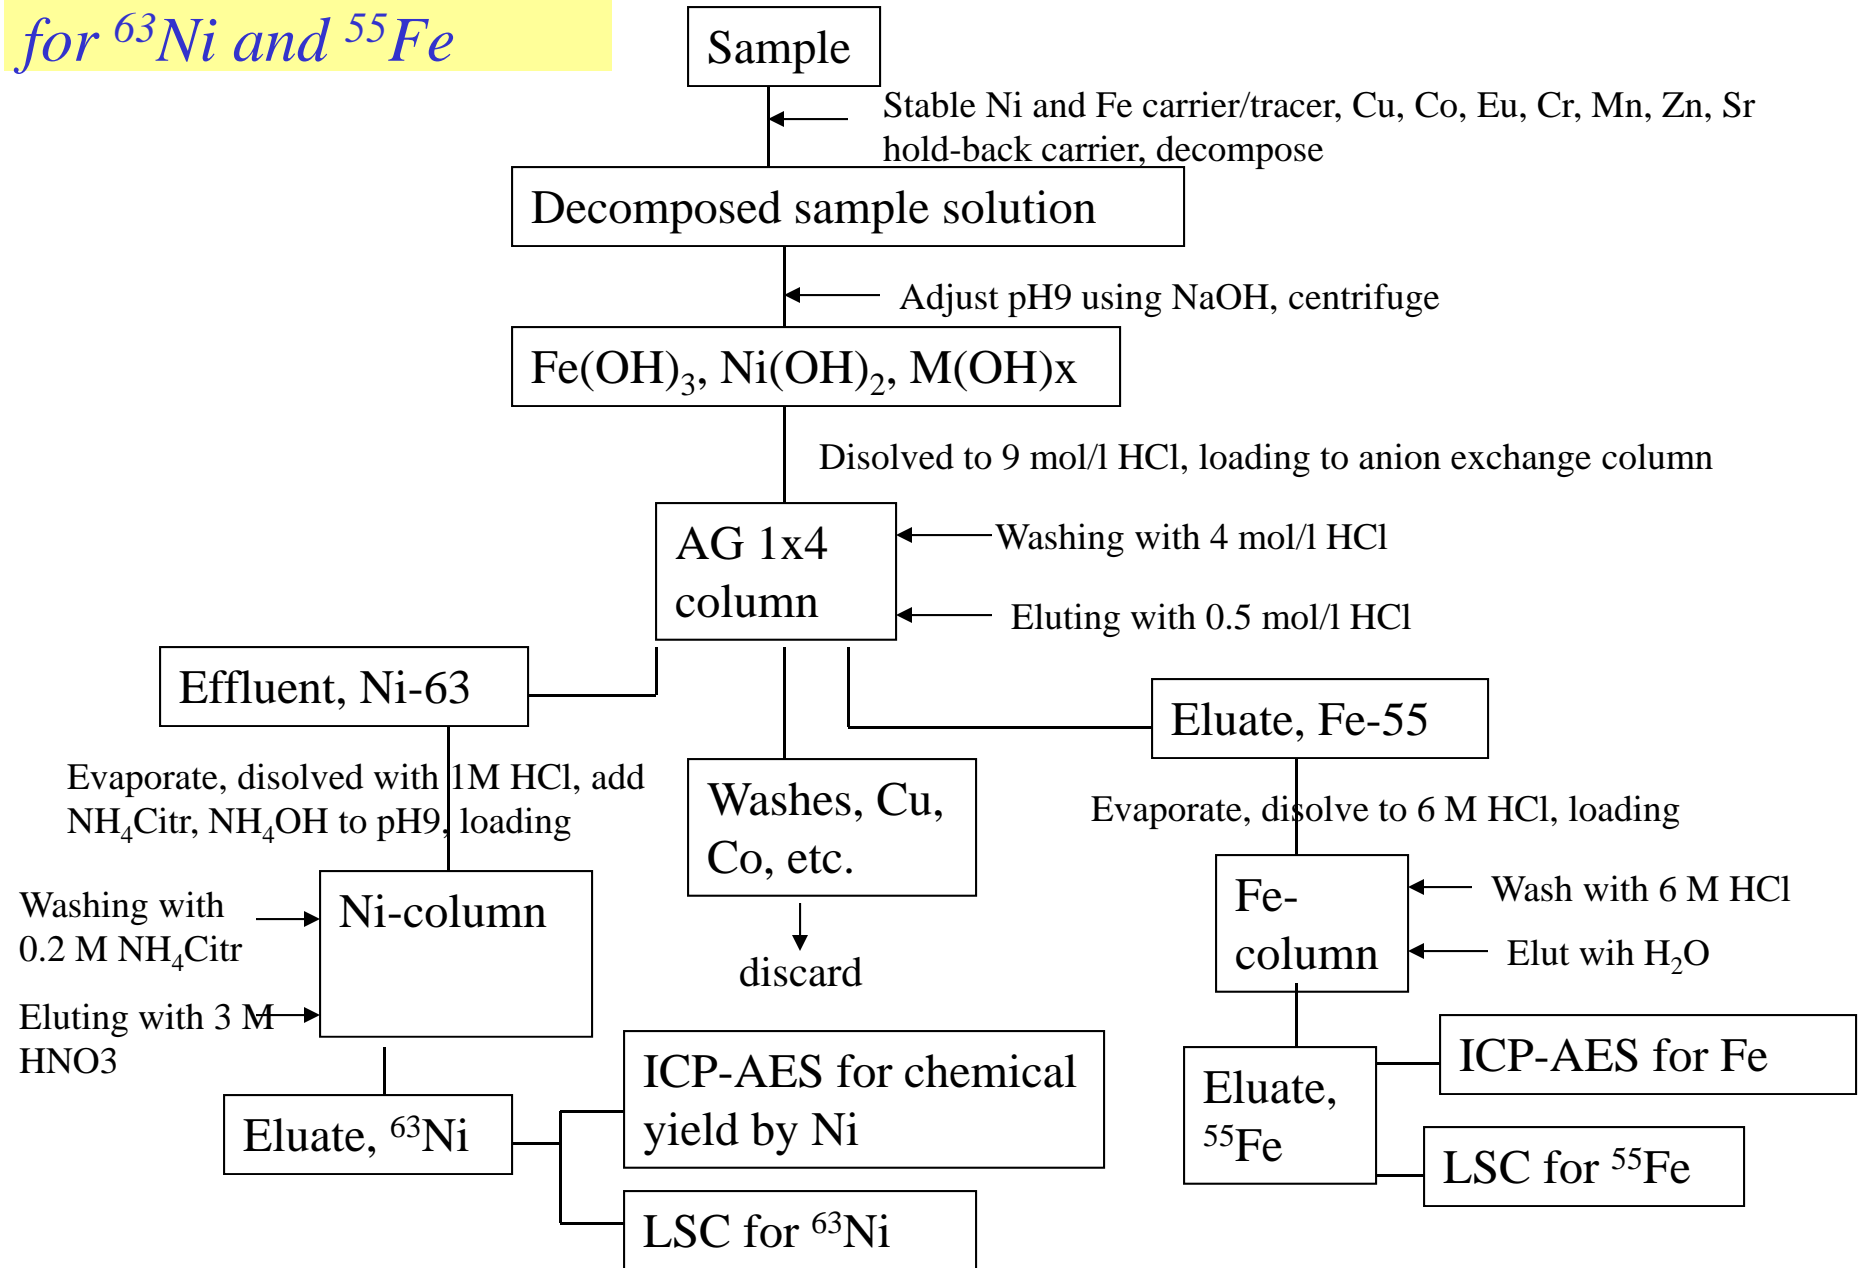 for ⁶³Ni and ⁵⁵Fe
Sample
Stable Ni and Fe carrier/tracer, Cu, Co, Eu, Cr, Mn, Zn, Sr
hold-back carrier, decompose
Decomposed sample solution
Adjust pH9 using NaOH, centrifuge
Fe(OH)₃, Ni(OH)₂, M(OH)x
Disolved to 9 mol/l HCl, loading to anion exchange column
AG 1x4
column
Washing with 4 mol/l HCl
Eluting with 0.5 mol/l HCl
Effluent, Ni-63
Eluate, Fe-55
Evaporate, disolved with 1M HCl, add
NH₄Citr, NH₄OH to pH9, loading
Washes, Cu,
Co, etc.
discard
Evaporate, disolve to 6 M HCl, loading
Washing with
0.2 M NH₄Citr
Ni-column
Eluting with 3 M
HNO3
Fe-
column
Wash with 6 M HCl
Elut wih H₂O
Eluate, ⁶³Ni
ICP-AES for chemical
yield by Ni
LSC for ⁶³Ni
Eluate,
⁵⁵Fe
ICP-AES for Fe
LSC for ⁵⁵Fe